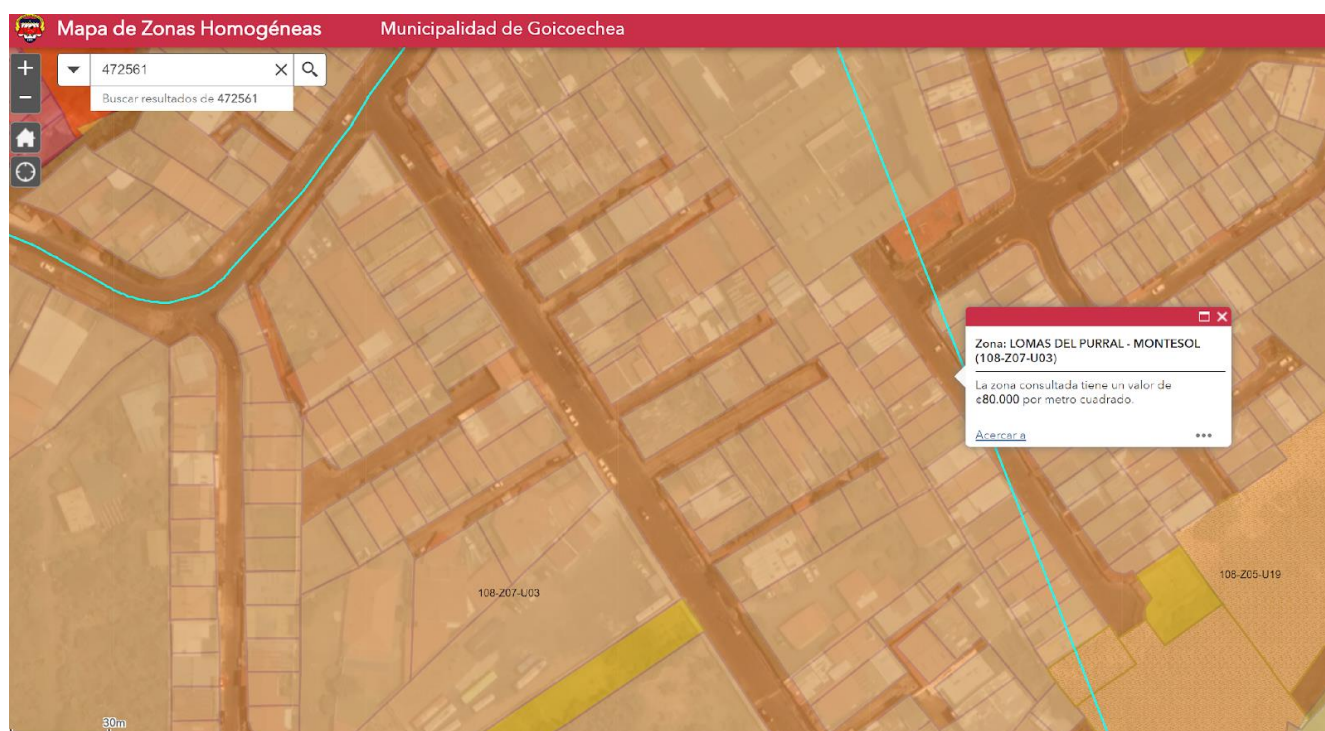 Mapa de Zonas Homogéneas
Municipalidad de Goicoechea
472561
Buscar resultados de 472561
Zona: LOMAS DEL PURRAL - MONTESOL
(108-Z07-U03)
La zona consultada tiene un valor de
¢80.000 por metro cuadrado.
Acercar a
108-Z05-U19
108-Z07-U03
30m